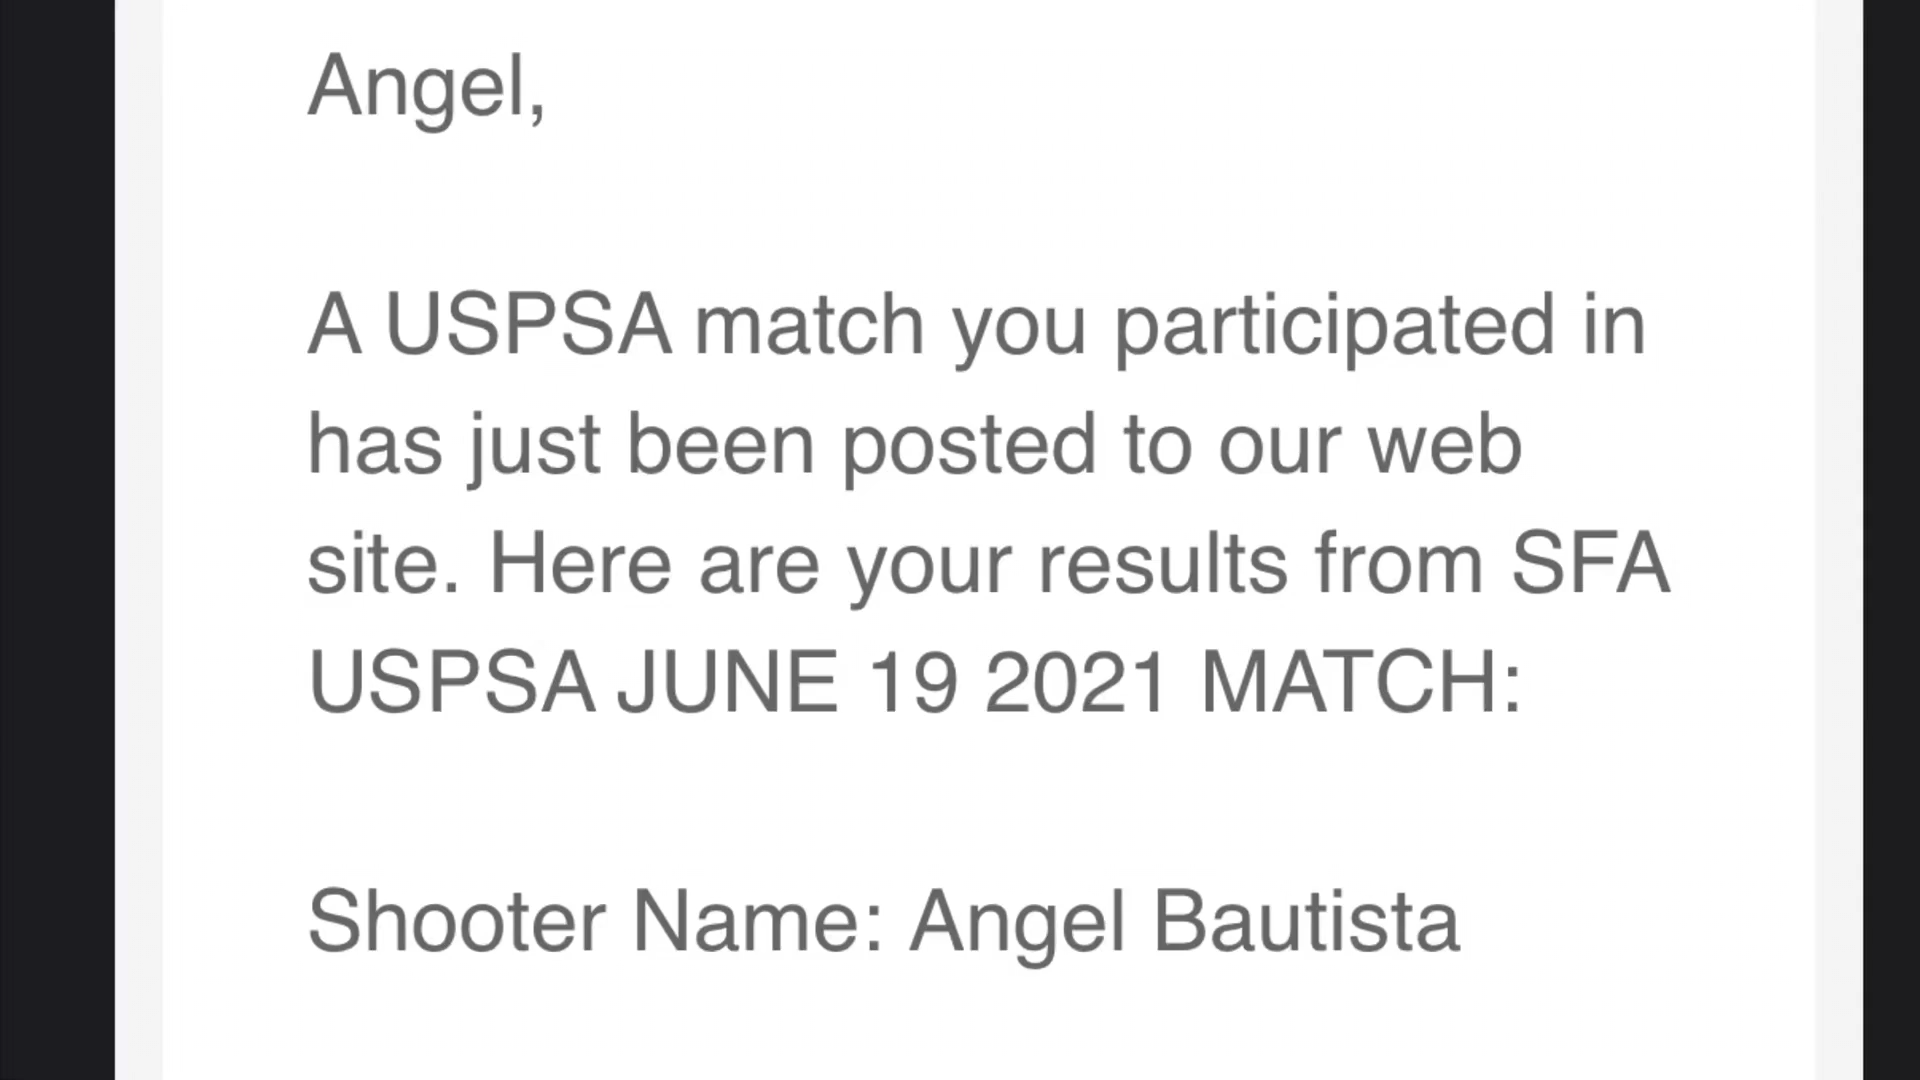 Angel,
A USPSA match you participated in
has just been posted to our web
site. Here are your results from SFA
USPSA JUNE 19 2021 MATCH:
Shooter Name: Angel Bautista